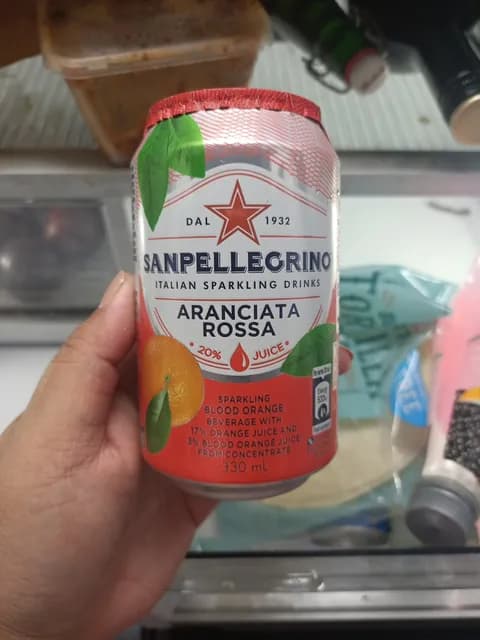 DAL 1932
SANPELLEGRINO
ITALIAN SPARKLING DRINKS
ARANCIATA
ROSSA
20% JUICE
SPARKLING
BLOOD ORANGE
BEVERAGE WITH
17% ORANGE JUICE AND
3% BLOOD ORANGE JUICE
FROM CONCENTRATE
330 mL